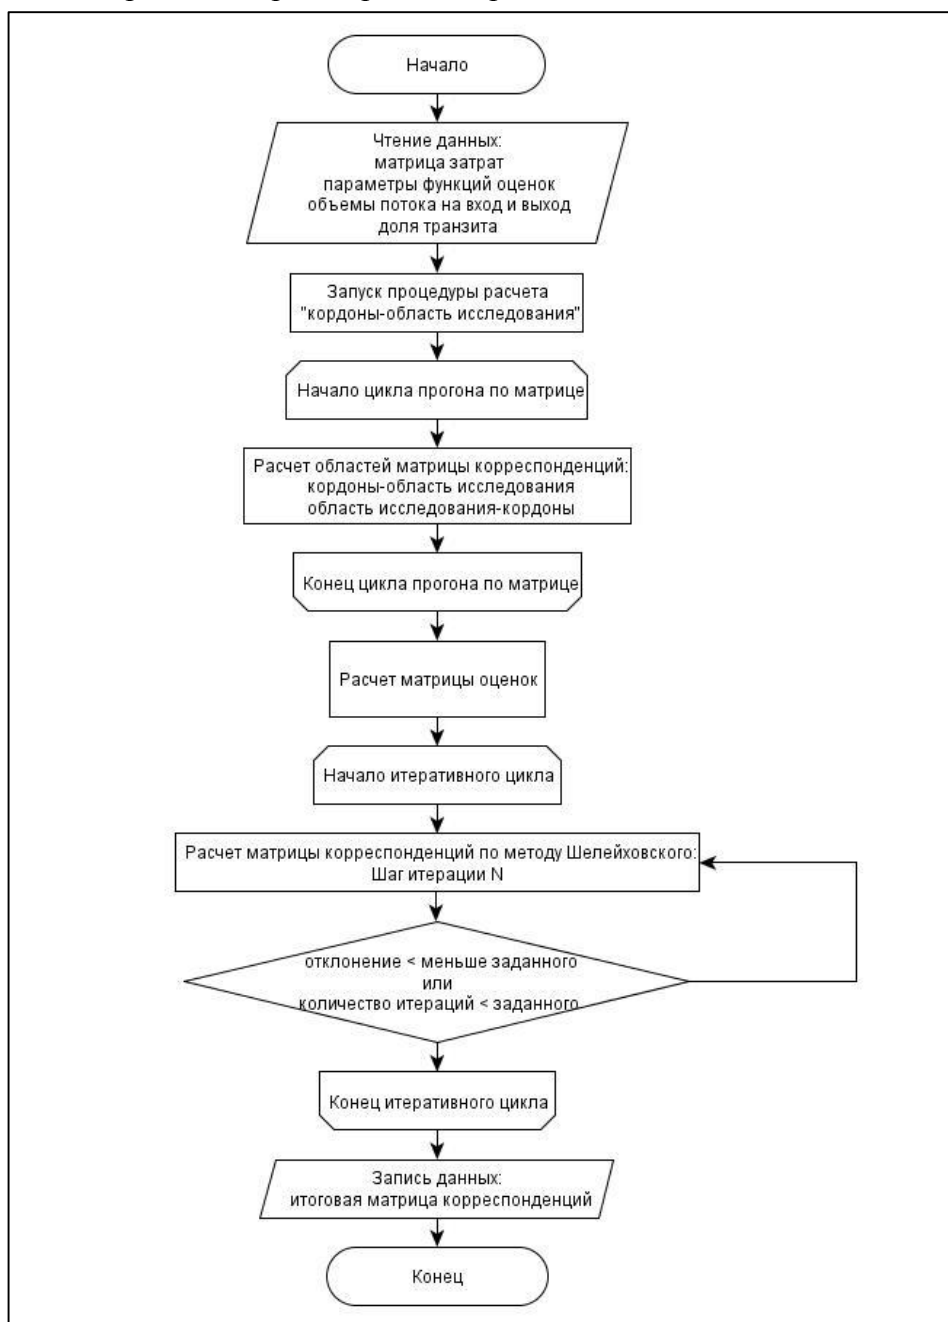 Начало
Чтение данных:
матрица затрат
параметры функций оценок
объемы потока на вход и выход
доля транзита
Запуск процедуры расчета
"кордоны-область исследования"
Начало цикла прогона по матрице
Расчет областей матрицы корреспонденций:
кордоны-область исследования
область исследования-кордоны
Конец цикла прогона по матрице
Расчет матрицы оценок
Начало итеративного цикла
Расчет матрицы корреспонденций по методу Шелейховского:
Шаг итерации N
отклонение < меньше заданного
или
количество итераций < заданного
Конец итеративного цикла
Запись данных:
итоговая матрица корреспонденций
Конец